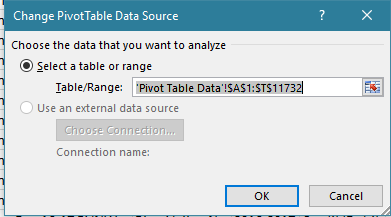 Change PivotTable Data Source
?
Choose the data that you want to analyze
Select a table or range
Table/Range: 'Pivot Table Data'!$A$1:$T$11732
Use an external data source
Choose Connection...
Connection name:
OK Cancel